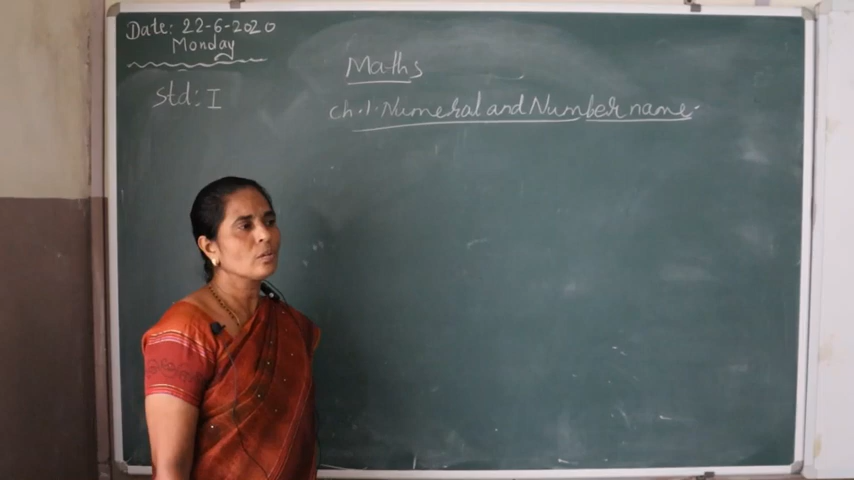 Date: 22-6-2020
Monday
Std: I
Maths
ch.1. Numeral and Number name.